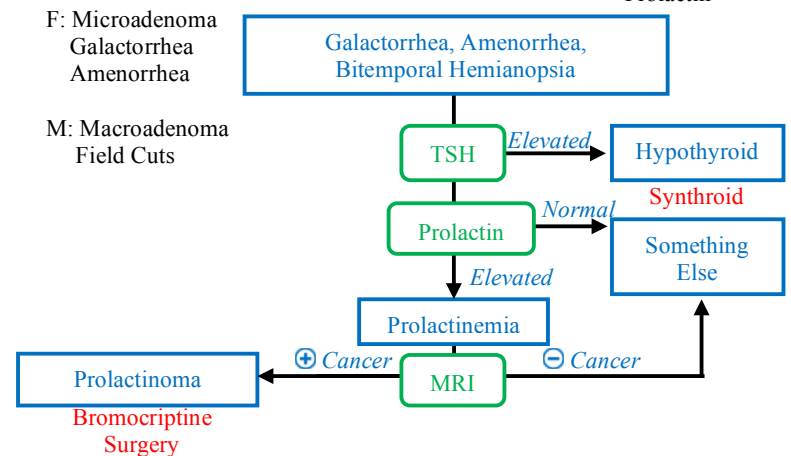 Prolactin
F: Microadenoma
Galactorrhea
Amenorrhea
Galactorrhea, Amenorrhea,
Bitemporal Hemianopsia
M: Macroadenoma
Field Cuts
TSH
Elevated
Hypothyroid
Synthroid
Prolactin
Normal
Something
Else
Elevated
Prolactinemia
+ Cancer
MRI
− Cancer
Prolactinoma
Bromocriptine
Surgery